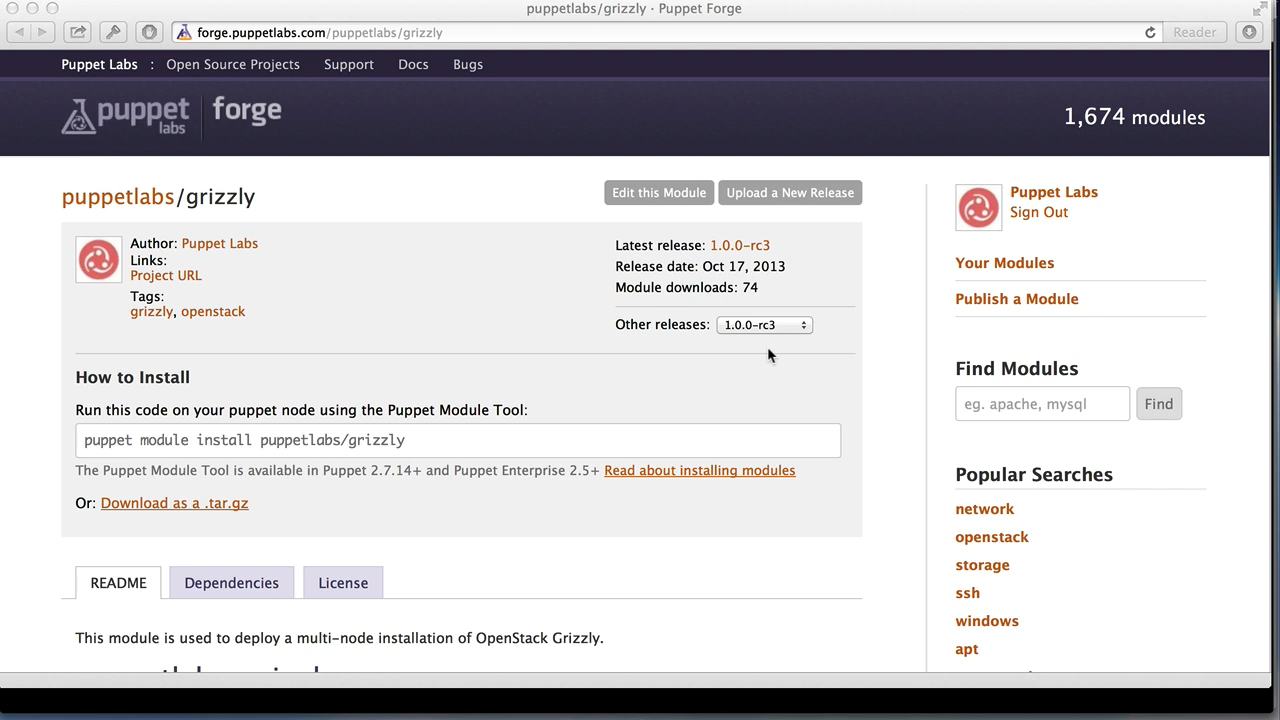 puppetlabs/grizzly · Puppet Forge
forge.puppetlabs.com/puppetlabs/grizzly
Reader
Puppet Labs : Open Source Projects Support Docs Bugs
puppet labs forge
1,674 modules
puppetlabs/grizzly
Edit this Module
Upload a New Release
Author: Puppet Labs
Links:
Project URL
Tags:
grizzly, openstack
Latest release: 1.0.0-rc3
Release date: Oct 17, 2013
Module downloads: 74
Other releases: 1.0.0-rc3
How to Install
Run this code on your puppet node using the Puppet Module Tool:
puppet module install puppetlabs/grizzly
The Puppet Module Tool is available in Puppet 2.7.14+ and Puppet Enterprise 2.5+ Read about installing modules
Or: Download as a .tar.gz
README
Dependencies
License
This module is used to deploy a multi-node installation of OpenStack Grizzly.
Puppet Labs
Sign Out
Your Modules
Publish a Module
Find Modules
eg. apache, mysql
Find
Popular Searches
network
openstack
storage
ssh
windows
apt